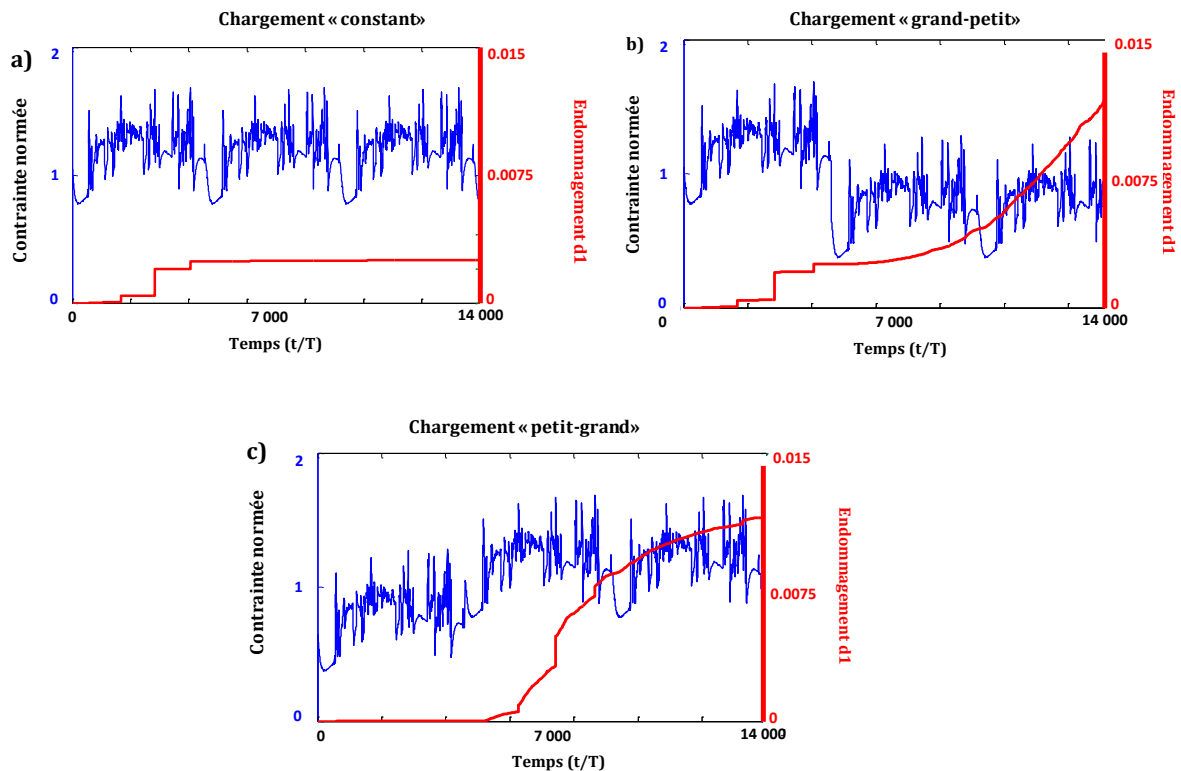 Chargement « constant»
a)
2
1
0
Contrainte normée
0.015
0.0075
0
Endommagement d1
0
7 000
14 000
Temps (t/T)
Chargement « grand-petit»
b)
2
1
0
Contrainte normée
0.015
0.0075
0
Endommagement d1
0
7 000
14 000
Temps (t/T)
Chargement « petit-grand»
c)
2
1
0
Contrainte normée
0.015
0.0075
0
Endommagement d1
0
7 000
14 000
Temps (t/T)